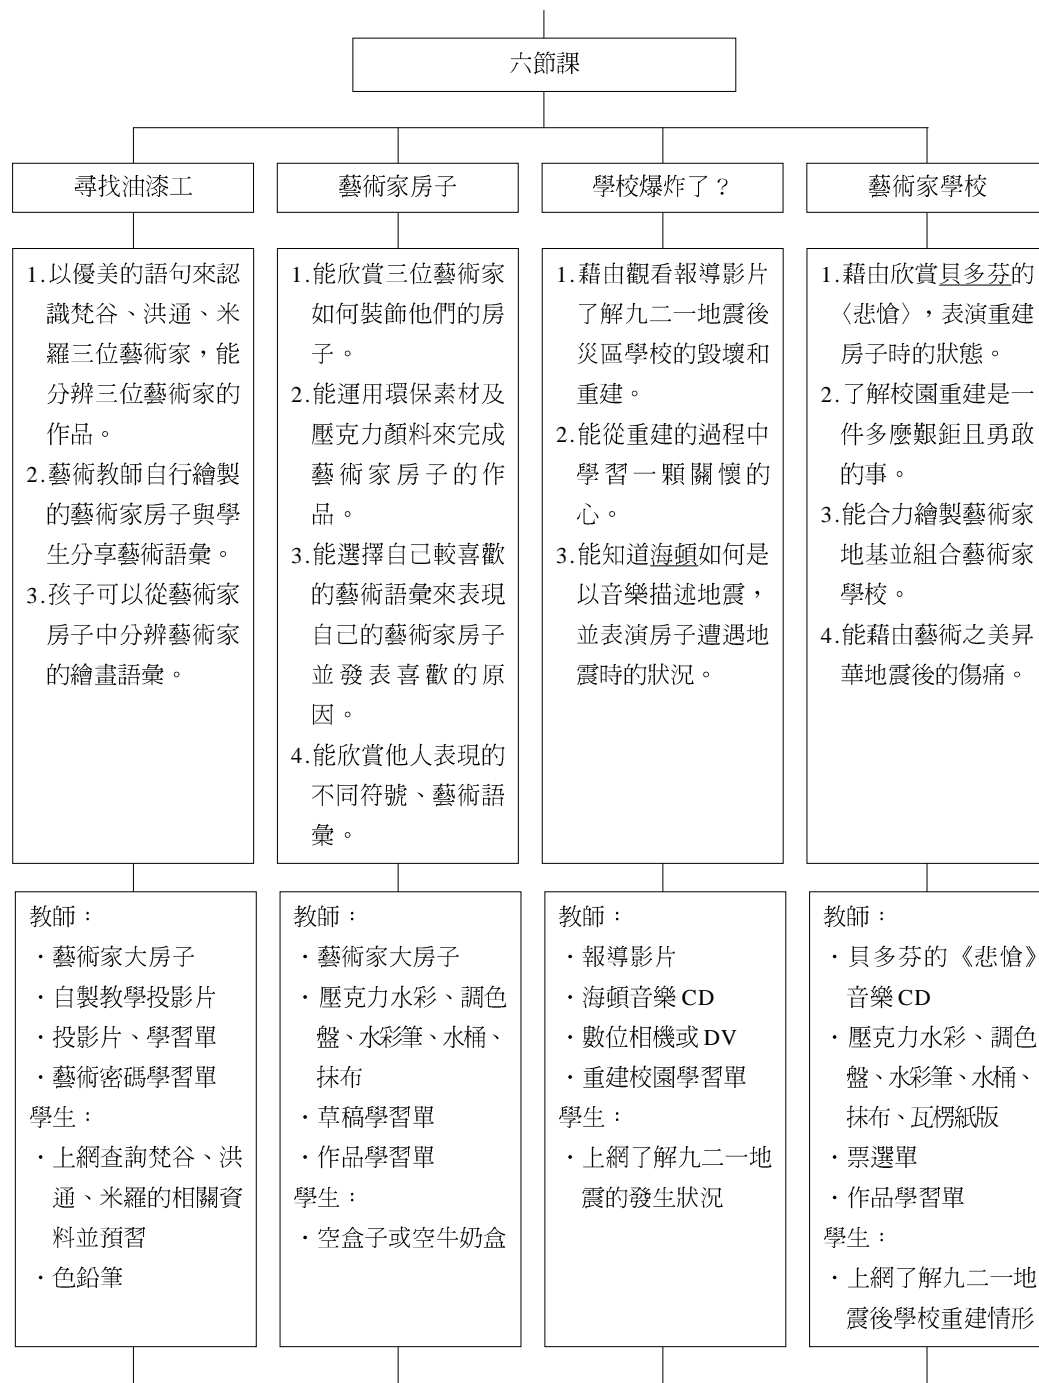 六節課
尋找油漆工
藝術家房子
學校爆炸了？
藝術家學校
1.以優美的語句來認
識梵谷、洪通、米
羅三位藝術家，能
分辨三位藝術家的
作品。
2.藝術教師自行繪製
的藝術家房子與學
生分享藝術語彙。
3.孩子可以從藝術家
房子中分辨藝術家
的繪畫語彙。
1.能欣賞三位藝術家
如何裝飾他們的房
子。
2.能運用環保素材及
壓克力顏料來完成
藝術家房子的作
品。
3.能選擇自己較喜歡
的藝術語彙來表現
自己的藝術家房子
並發表喜歡的原
因。
4.能欣賞他人表現的
不同符號、藝術語
彙。
1.藉由觀看報導影片
了解九二一地震後
災區學校的毀壞和
重建。
2.能從重建的過程中
學習一顆關懷的
心。
3.能知道海頓如何是
以音樂描述地震，
並表演房子遭遇地
震時的狀況。
1.藉由欣賞貝多芬的
〈悲愴〉，表演重建
房子時的狀態。
2.了解校園重建是一
件多麼艱鉅且勇敢
的事。
3.能合力繪製藝術家
地基並組合藝術家
學校。
4.能藉由藝術之美昇
華地震後的傷痛。
教師：
．藝術家大房子
．自製教學投影片
．投影片、學習單
．藝術密碼學習單
學生：
．上網查詢梵谷、洪
通、米羅的相關資
料並預習
．色鉛筆
教師：
．藝術家大房子
．壓克力水彩、調色
盤、水彩筆、水桶、
抹布
．草稿學習單
．作品學習單
學生：
．空盒子或空牛奶盒
教師：
．報導影片
．海頓音樂 CD
．數位相機或 DV
．重建校園學習單
學生：
．上網了解九二一地
震的發生狀況
教師：
．貝多芬的《悲愴》
音樂 CD
．壓克力水彩、調色
盤、水彩筆、水桶、
抹布、瓦楞紙版
．票選單
．作品學習單
學生：
．上網了解九二一地
震後學校重建情形